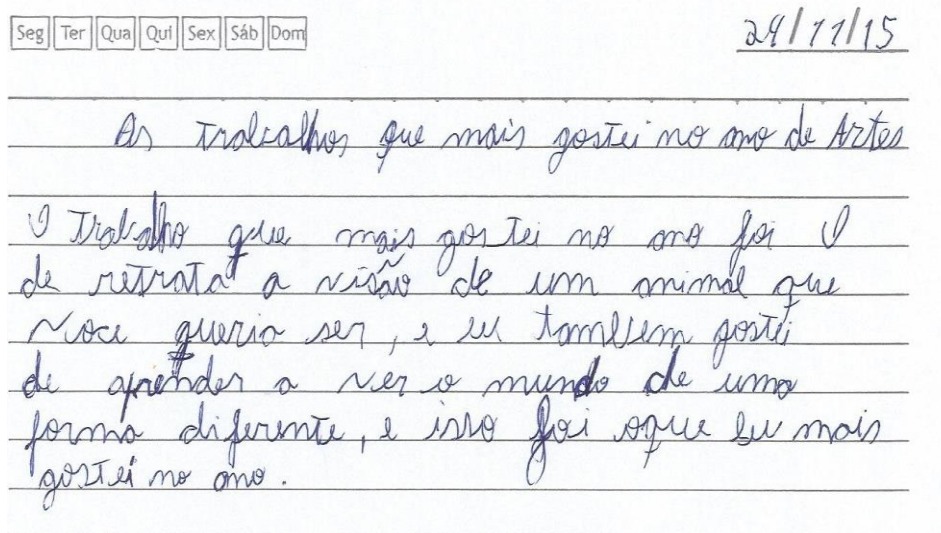 Seg Ter Qua Qui Sex Sáb Dom
24/11/15
As trabalhos que mais gostei no ano de Artes
O trabalho que mais gostei no ano foi O
de retrata a visão de um animal que
voce queria ser, e eu tambem gostei
de aprender a ver o mundo de uma
forma diferente, e isso foi oque eu mais
gostei no ano.